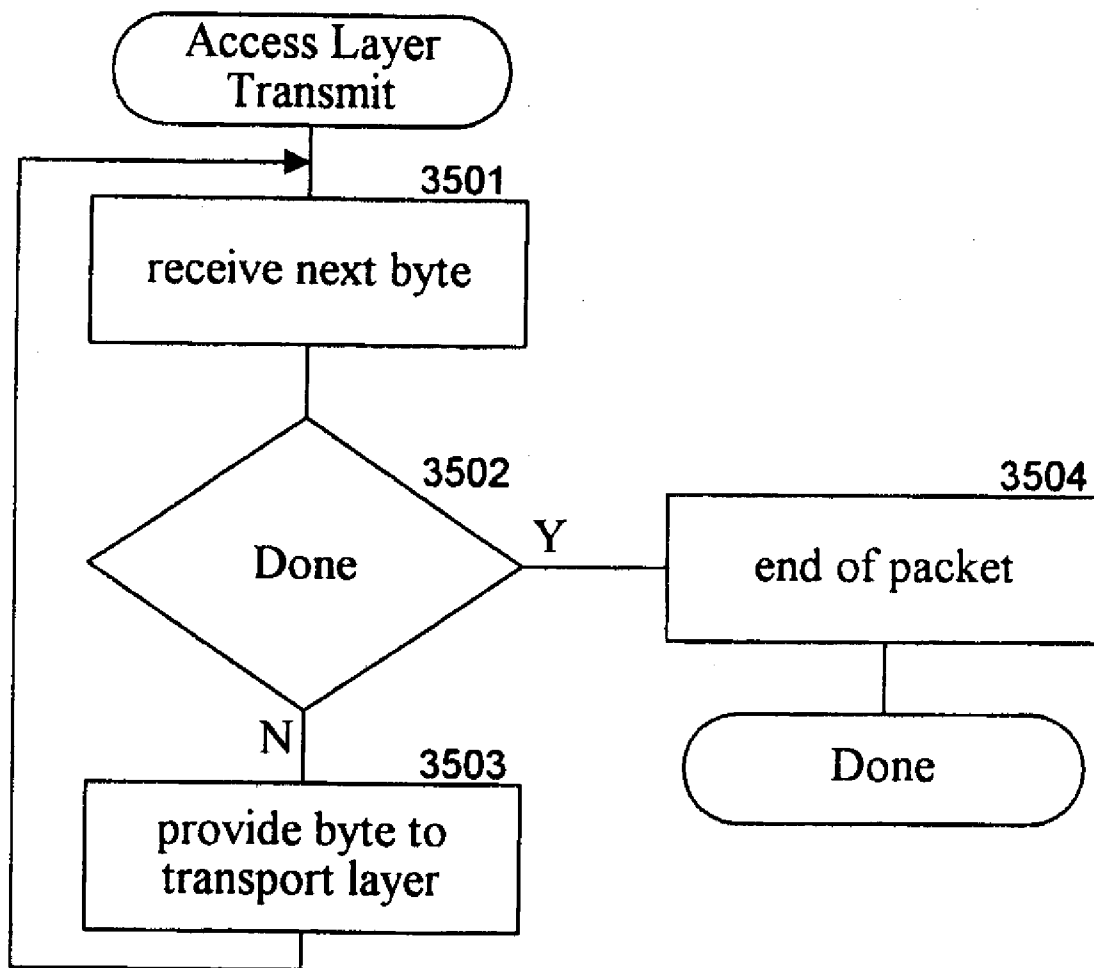 Access Layer
Transmit
3501
receive next byte
3502
Done
Y
3504
end of packet
Done
N
3503
provide byte to
transport layer